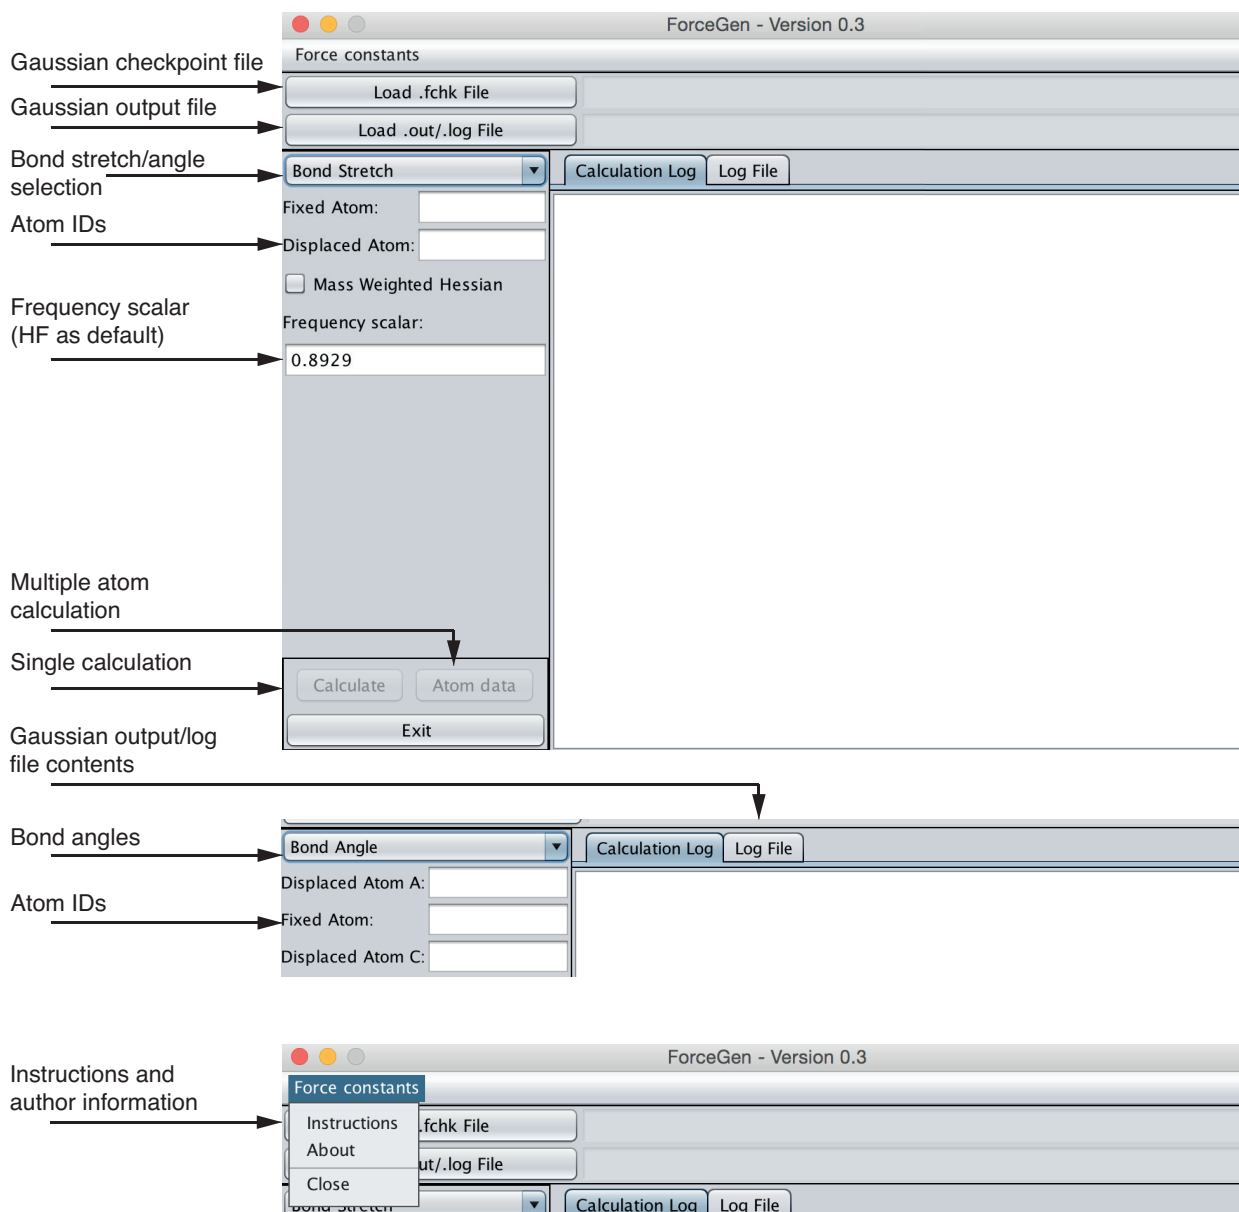 ForceGen - Version 0.3
Force constants
Gaussian checkpoint file
Load .fchk File
Gaussian output file
Load .out/.log File
Bond stretch/angle
selection
Bond Stretch
Calculation Log
Log File
Fixed Atom:
Atom IDs
Displaced Atom:
Mass Weighted Hessian
Frequency scalar
(HF as default)
Frequency scalar:
0.8929
Multiple atom
calculation
Single calculation
Calculate
Atom data
Exit
Gaussian output/log
file contents
Bond angles
Bond Angle
Calculation Log
Log File
Displaced Atom A:
Atom IDs
Fixed Atom:
Displaced Atom C:
ForceGen - Version 0.3
Instructions and
author information
Force constants
Instructions
.fchk File
About
ut/.log File
Close
Bond Stretch
Calculation Log
Log File